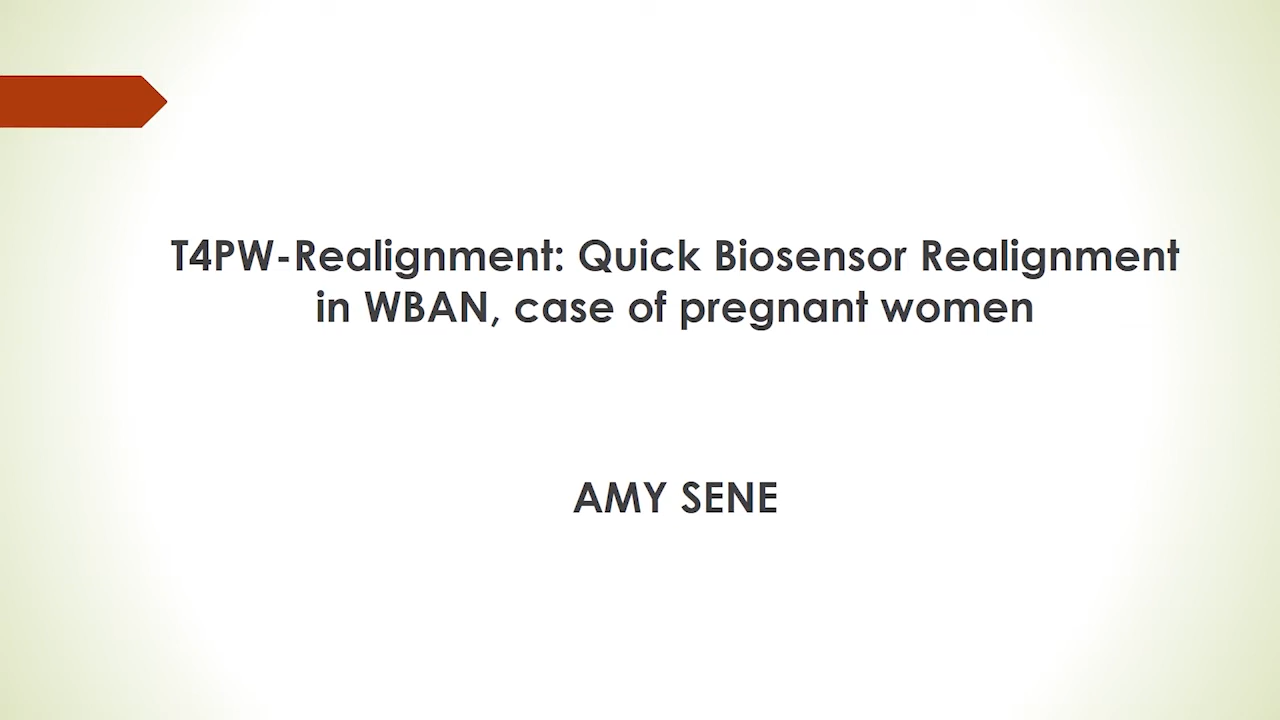 T4PW-Realignment: Quick Biosensor Realignment
in WBAN, case of pregnant women
AMY SENE